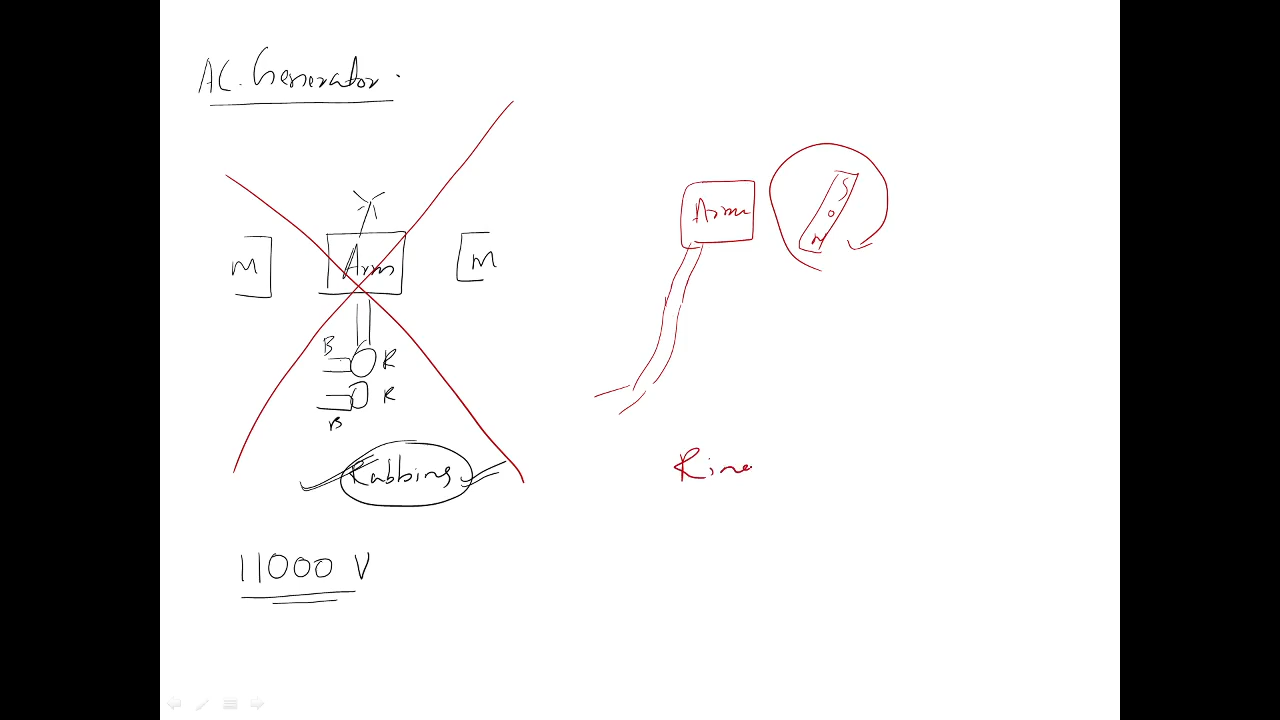 AC. Generator.
M
Arm
M
B
R
R
B
Rubbing
11000 V
Arm
S
N
Ring